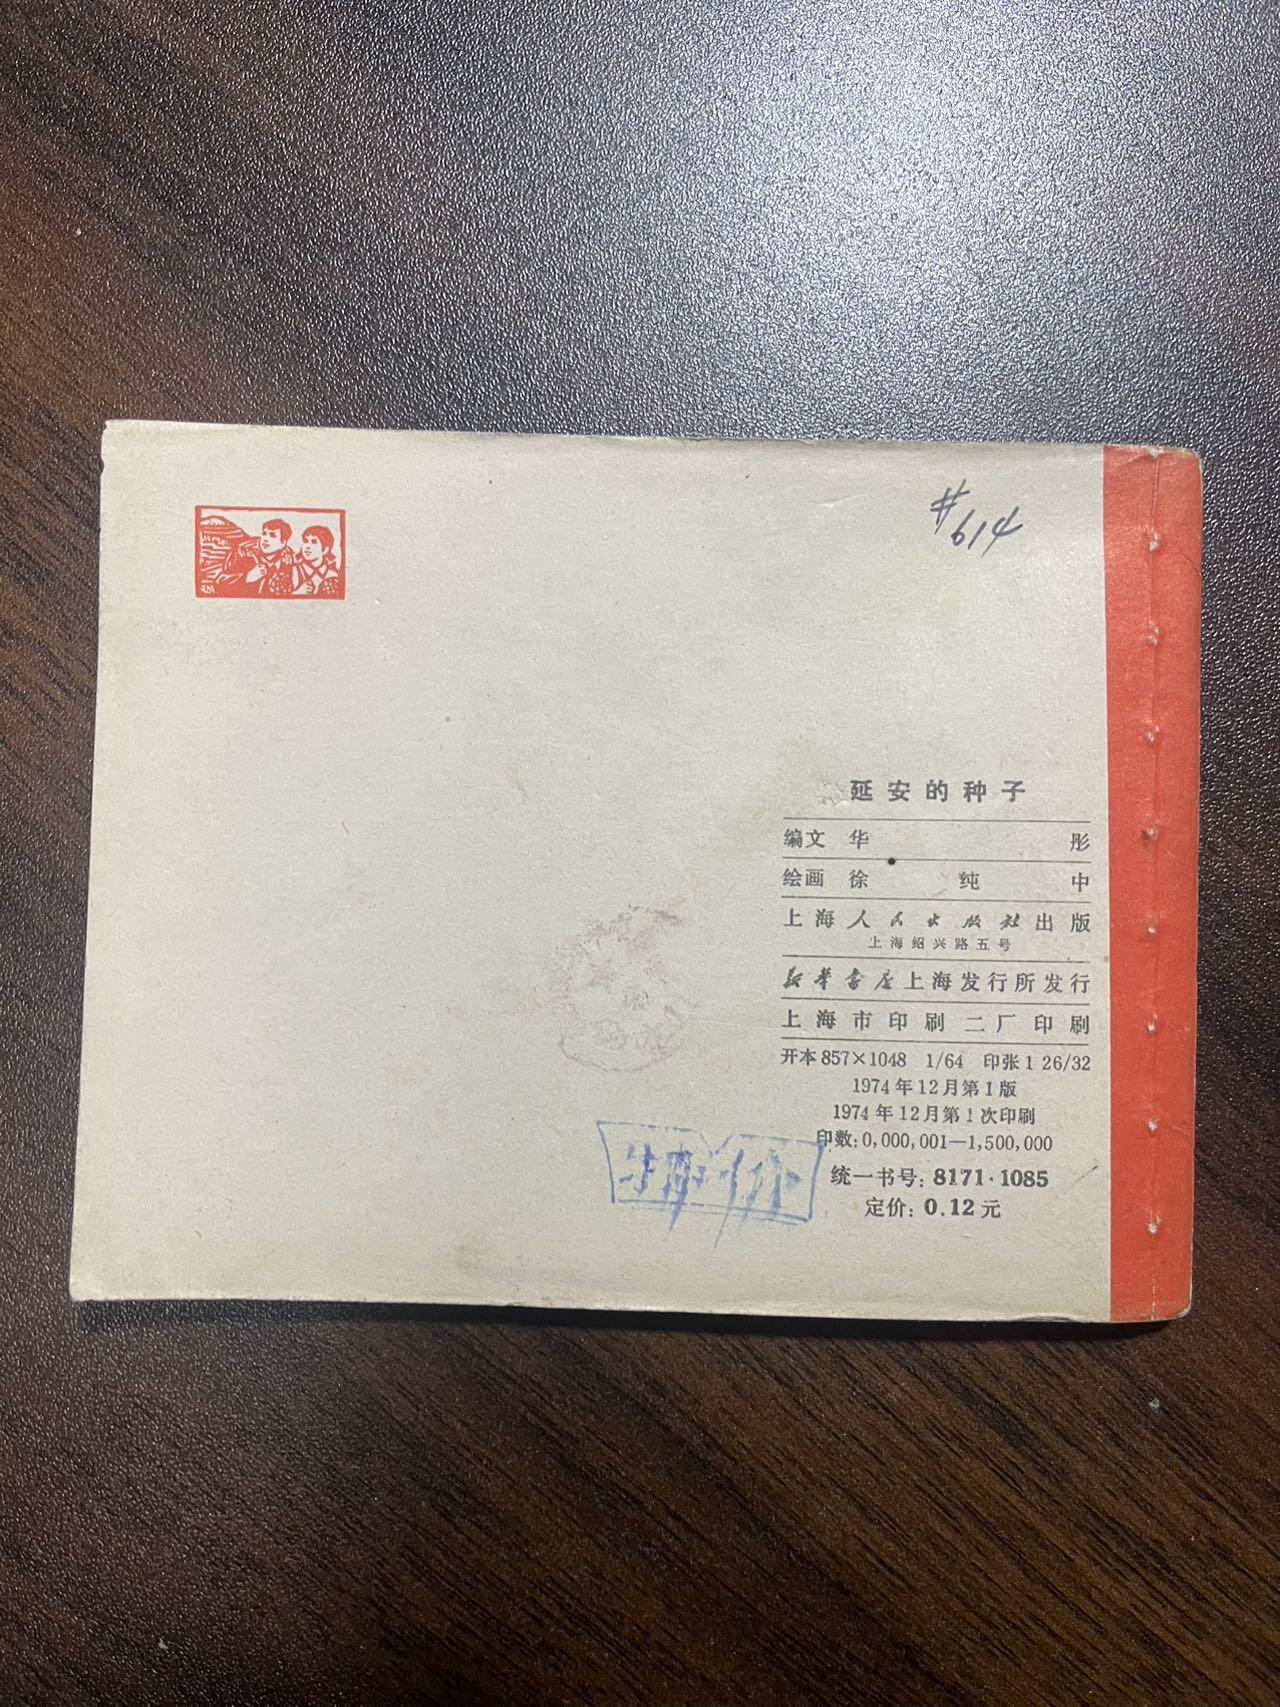 #614
延安的种子
编文 华 彤
绘画 徐 纯 中
上海人民出版社出版
上海绍兴路五号
新华书店上海发行所发行
上海市印刷二厂印刷
开本 857×1048 1/64 印张 1 26/32
1974年12月第1版
1974年12月第1次印刷
印数: 0,000,001—1,500,000
统一书号: 8171·1085
定价: 0.12元